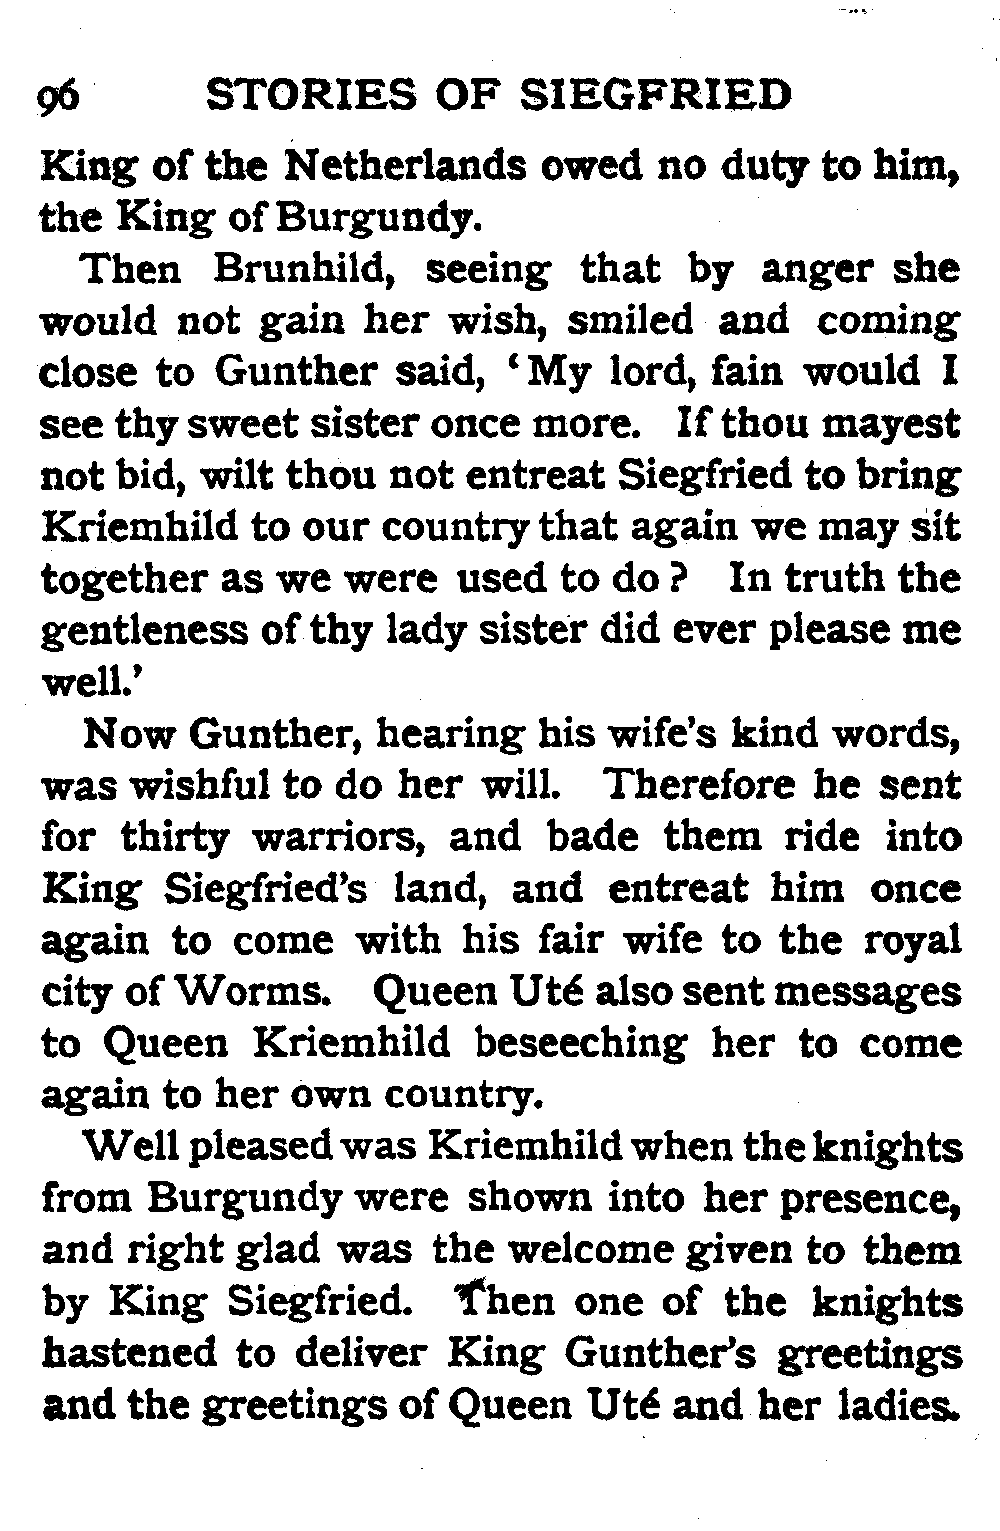 96 STORIES OF SIEGFRIED
King of the Netherlands owed no duty to him,
the King of Burgundy.
Then Brunhild, seeing that by anger she
would not gain her wish, smiled and coming
close to Gunther said, ‘My lord, fain would I
see thy sweet sister once more. If thou mayest
not bid, wilt thou not entreat Siegfried to bring
Kriemhild to our country that again we may sit
together as we were used to do? In truth the
gentleness of thy lady sister did ever please me
well.’
Now Gunther, hearing his wife’s kind words,
was wishful to do her will. Therefore he sent
for thirty warriors, and bade them ride into
King Siegfried’s land, and entreat him once
again to come with his fair wife to the royal
city of Worms. Queen Uté also sent messages
to Queen Kriemhild beseeching her to come
again to her own country.
Well pleased was Kriemhild when the knights
from Burgundy were shown into her presence,
and right glad was the welcome given to them
by King Siegfried. Then one of the knights
hastened to deliver King Gunther’s greetings
and the greetings of Queen Uté and her ladies.